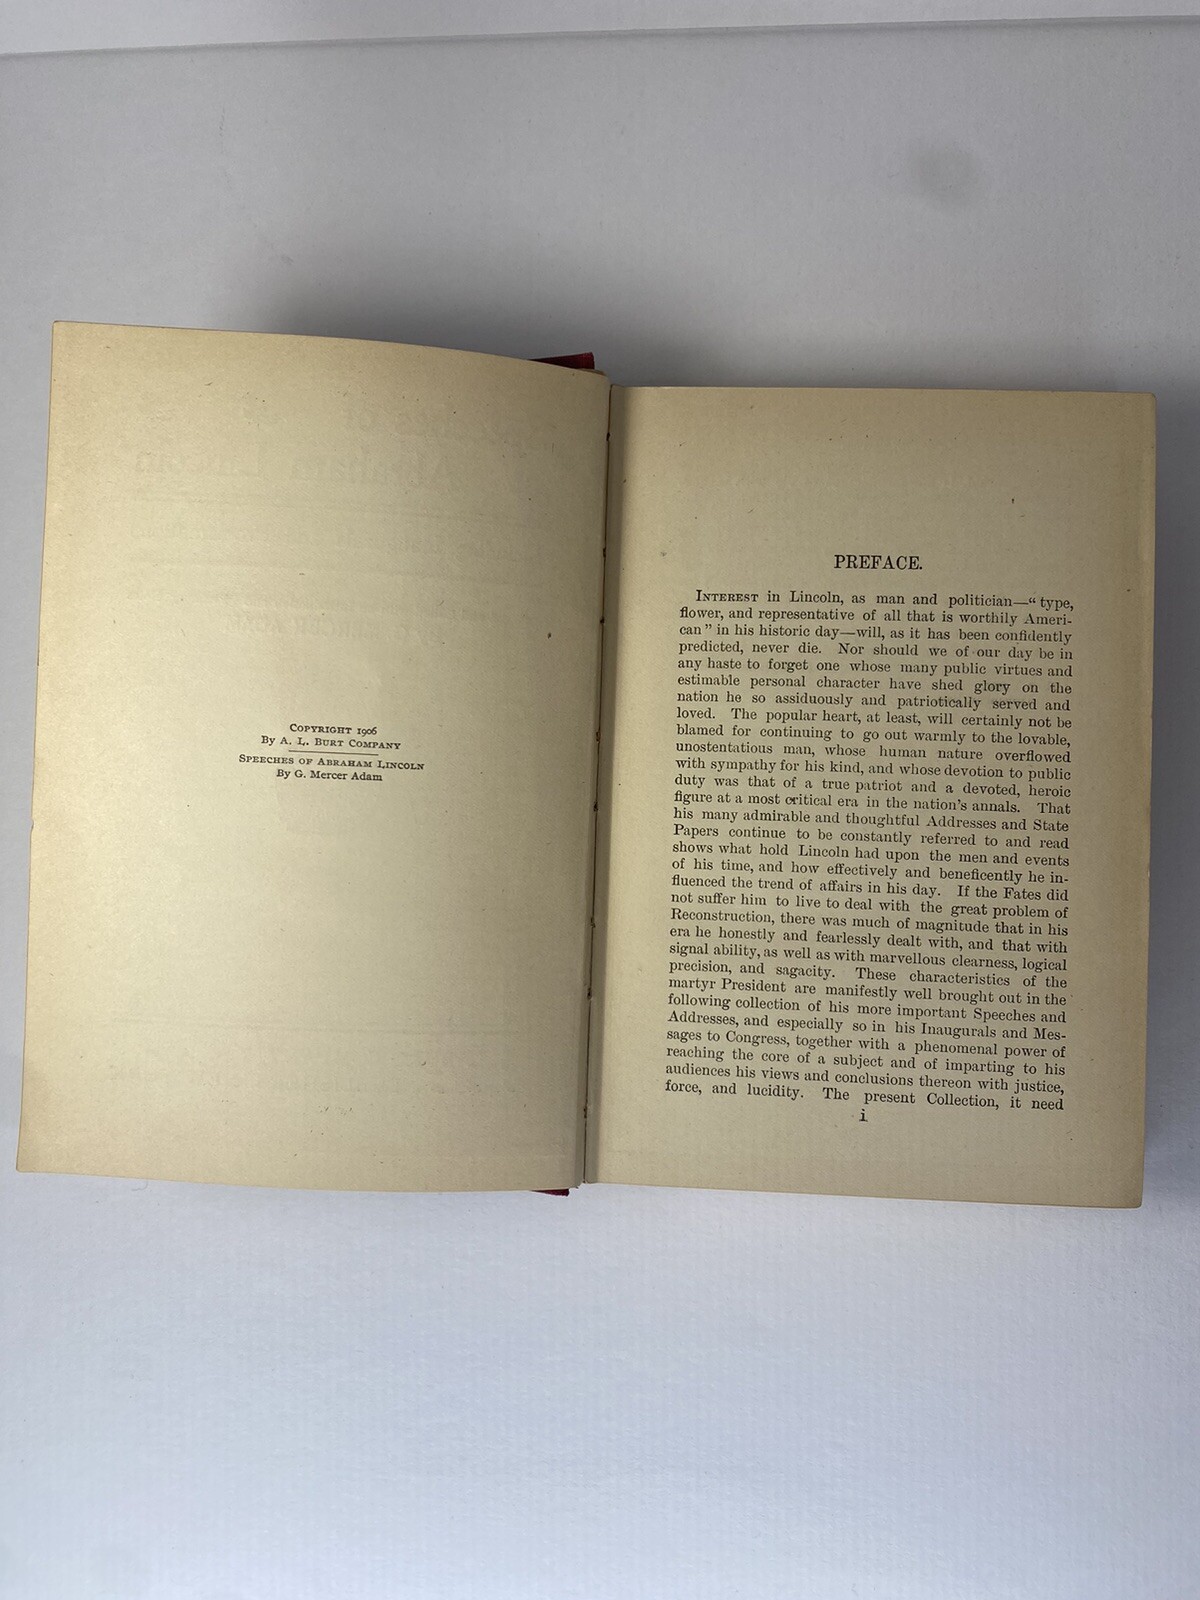 COPYRIGHT 1906
BY A. L. BURT COMPANY
SPEECHES OF ABRAHAM LINCOLN
By G. Mercer Adam
PREFACE.
INTEREST in Lincoln, as man and politician—“ type,
flower, and representative of all that is worthily Ameri-
can ” in his historic day—will, as it has been confidently
predicted, never die. Nor should we of our day be in
any haste to forget one whose many public virtues and
estimable personal character have shed glory on the
nation he so assiduously and patriotically served and
loved. The popular heart, at least, will certainly not be
blamed for continuing to go out warmly to the lovable,
unostentatious man, whose human nature overflowed
with sympathy for his kind, and whose devotion to public
duty was that of a true patriot and a devoted, heroic
figure at a most critical era in the nation's annals. That
his many admirable and thoughtful Addresses and State
Papers continue to be constantly referred to and read
shows what hold Lincoln had upon the men and events
of his time, and how effectively and beneficently he in-
fluenced the trend of affairs in his day. If the Fates did
not suffer him to live to deal with the great problem of
Reconstruction, there was much of magnitude that in his
era he honestly and fearlessly dealt with, and that with
signal ability, as well as with marvellous clearness, logical
precision, and sagacity. These characteristics of the
martyr President are manifestly well brought out in the
following collection of his more important Speeches and
Addresses, and especially so in his Inaugurals and Mes-
sages to Congress, together with a phenomenal power of
reaching the core of a subject and of imparting to his
audiences his views and conclusions thereon with justice,
force, and lucidity. The present Collection, it need
i